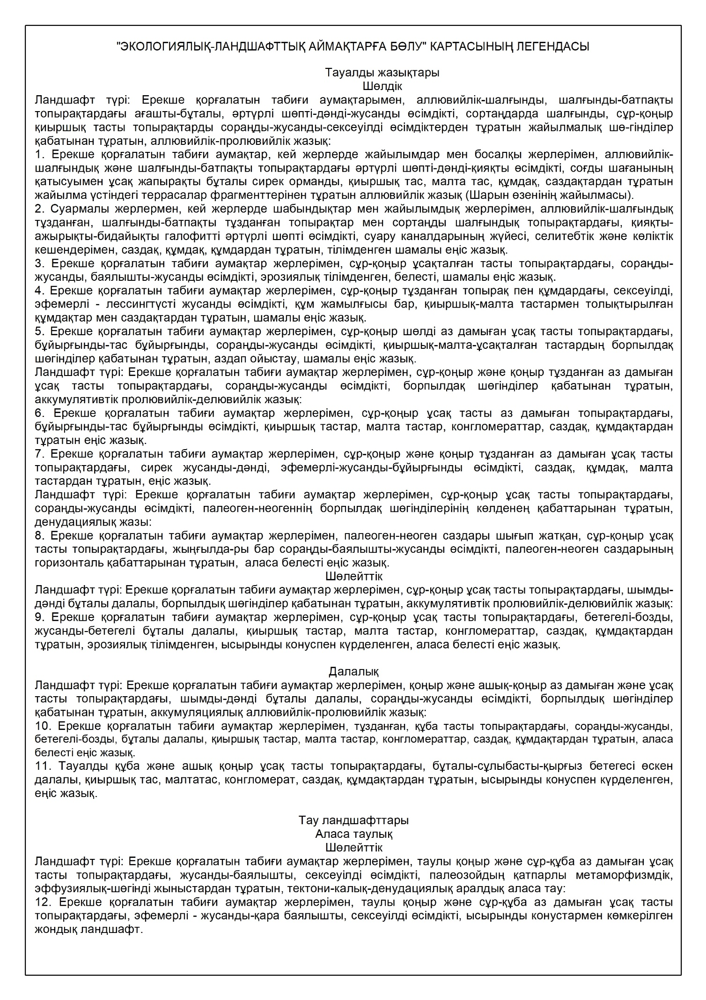 "ЭКОЛОГИЯЛЫҚ-ЛАНДШАФТТЫҚ АЙМАҚТАРҒА БӨЛУ" КАРТАСЫНЫҢ ЛЕГЕНДАСЫ
Тауалды жазықтары
Шөлдік
Ландшафт түрі: Ерекше қорғалатын табиғи аумақтарымен, аллювийлік-шалғынды, шалғынды-батпақты
топырақтардағы ағашты-бұталы, әртүрлі шөпті-дәнді-жусанды өсімдікті, сортаңдарда шалғынды, сұр-қоңыр
қиыршық тасты топырақтарды сораңды-жусанды-сексеуілді өсімдіктерден тұратын жайылмалық шө-гінділер
қабатынан тұратын, аллювийлік-пролювийлік жазық:
1. Ерекше қорғалатын табиғи аумақтар, кей жерлерде жайылымдар мен босалқы жерлерімен, аллювийлік-
шалғындық және шалғынды-батпақты топырақтардағы әртүрлі шөпті-дәнді-қияқты өсімдікті, соғды шағанының
қатысуымен ұсақ жапырақты бұталы сирек орманды, қиыршық тас, малта тас, құмдақ, саздақтардан тұратын
жайылма үстіндегі террасалар фрагменттерінен тұратын аллювийлік жазық (Шарын өзенінің жайылмасы).
2. Суармалы жерлермен, кей жерлерде шабындықтар мен жайылымдық жерлерімен, аллювийлік-шалғындық
тұзданған, шалғынды-батпақты тұзданған топырақтар мен сортаңды шалғындық топырақтардағы, қияқты-
ажырықты-бидайықты галофитті әртүрлі шөпті өсімдікті, суару каналдарының жүйесі, селитебтік және көліктік
кешендерімен, саздақ, құмдақ, құмдардан тұратын, тілімденген шамалы еңіс жазық.
3. Ерекше қорғалатын табиғи аумақтар жерлерімен, сұр-қоңыр ұсақталған тасты топырақтардағы, сораңды-
жусанды, баялышты-жусанды өсімдікті, эрозиялық тілімденген, белесті, шамалы еңіс жазық.
4. Ерекше қорғалатын табиғи аумақтар жерлерімен, сұр-қоңыр тұзданған топырақ пен құмдардағы, сексеуілді,
эфемерлі - лессингтүсті жусанды өсімдікті, құм жамылғысы бар, қиыршық-малта тастармен толықтырылған
құмдақтар мен саздақтардан тұратын, шамалы еңіс жазық.
5. Ерекше қорғалатын табиғи аумақтар жерлерімен, сұр-қоңыр шөлді аз дамыған ұсақ тасты топырақтардағы,
бұйырғынды-тас бұйырғынды, сораңды-жусанды өсімдікті, қиыршық-малта-ұсақталған тастардың борпылдақ
шөгінділер қабатынан тұратын, аздап ойыстау, шамалы еңіс жазық.
Ландшафт түрі: Ерекше қорғалатын табиғи аумақтар жерлерімен, сұр-қоңыр және қоңыр тұзданған аз дамыған
ұсақ тасты топырақтардағы, сораңды-жусанды өсімдікті, борпылдақ шөгінділер қабатынан тұратын,
аккумулятивтік пролювийлік-делювийлік жазық:
6. Ерекше қорғалатын табиғи аумақтар жерлерімен, сұр-қоңыр ұсақ тасты аз дамыған топырақтардағы,
бұйырғынды-тас бұйырғынды өсімдікті, қиыршық тастар, малта тастар, конгломераттар, саздақ, құмдақтардан
тұратын еңіс жазық.
7. Ерекше қорғалатын табиғи аумақтар жерлерімен, сұр-қоңыр және қоңыр тұзданған аз дамыған ұсақ тасты
топырақтардағы, сирек жусанды-дәнді, эфемерлі-жусанды-бұйырғынды өсімдікті, саздақ, құмдақ, малта
тастардан тұратын, еңіс жазық.
Ландшафт түрі: Ерекше қорғалатын табиғи аумақтар жерлерімен, сұр-қоңыр ұсақ тасты топырақтардағы,
сораңды-жусанды өсімдікті, палеоген-неогеннің борпылдақ шөгінділерінің көлденең қабаттарынан тұратын,
денудациялық жазы:
8. Ерекше қорғалатын табиғи аумақтар жерлерімен, палеоген-неоген саздары шығып жатқан, сұр-қоңыр ұсақ
тасты топырақтардағы, жыңғылда-ры бар сораңды-баялышты-жусанды өсімдікті, палеоген-неоген саздарының
горизонталь қабаттарынан тұратын,  аласа белесті еңіс жазық.
Шөлейттік
Ландшафт түрі: Ерекше қорғалатын табиғи аумақтар жерлерімен, сұр-қоңыр ұсақ тасты топырақтардағы, шымды-
дәнді бұталы далалы, борпылдық шөгінділер қабатынан тұратын, аккумулятивтік пролювийлік-делювийлік жазық:
9. Ерекше қорғалатын табиғи аумақтар жерлерімен, сұр-қоңыр ұсақ тасты топырақтардағы, бетегелі-бозды,
жусанды-бетегелі бұталы далалы, қиыршық тастар, малта тастар, конгломераттар, саздақ, құмдақтардан
тұратын, эрозиялық тілімденген, ысырынды конуспен күрделенген, аласа белесті еңіс жазық.
Далалық
Ландшафт түрі: Ерекше қорғалатын табиғи аумақтар жерлерімен, қоңыр және ашық-қоңыр аз дамыған және ұсақ
тасты топырақтардағы, шымды-дәнді бұталы далалы, сораңды-жусанды өсімдікті, борпылдық шөгінділер
қабатынан тұратын, аккумуляциялық аллювийлік-пролювийлік жазық:
10. Ерекше қорғалатын табиғи аумақтар жерлерімен, тұзданған, құба тасты топырақтардағы, сораңды-жусанды,
бетегелі-бозды, бұталы далалы, қиыршық тастар, малта тастар, конгломераттар, саздақ, құмдақтардан тұратын, аласа
белесті еңіс жазық.
11. Тауалды құба және ашық қоңыр ұсақ тасты топырақтардағы, бұталы-сұлыбасты-қырғыз бетегесі өскен
далалы, қиыршық тас, малтатас, конгломерат, саздақ, құмдақтардан тұратын, ысырынды конуспен күрделенген,
еңіс жазық.
Тау ландшафттары
Аласа таулық
Шөлейттік
Ландшафт түрі: Ерекше қорғалатын табиғи аумақтар жерлерімен, таулы қоңыр және сұр-құба аз дамыған ұсақ
тасты топырақтардағы, жусанды-баялышты, сексеуілді өсімдікті, палеозойдың қатпарлы метаморфизмдік,
эффузиялық-шөгінді жыныстардан тұратын, тектони-калық-денудациялық аралдық аласа тау:
12. Ерекше қорғалатын табиғи аумақтар жерлерімен, таулы қоңыр және сұр-құба аз дамыған ұсақ тасты
топырақтардағы, эфемерлі - жусанды-қара баялышты, сексеуілді өсімдікті, ысырынды конустармен көмкерілген
жондық ландшафт.